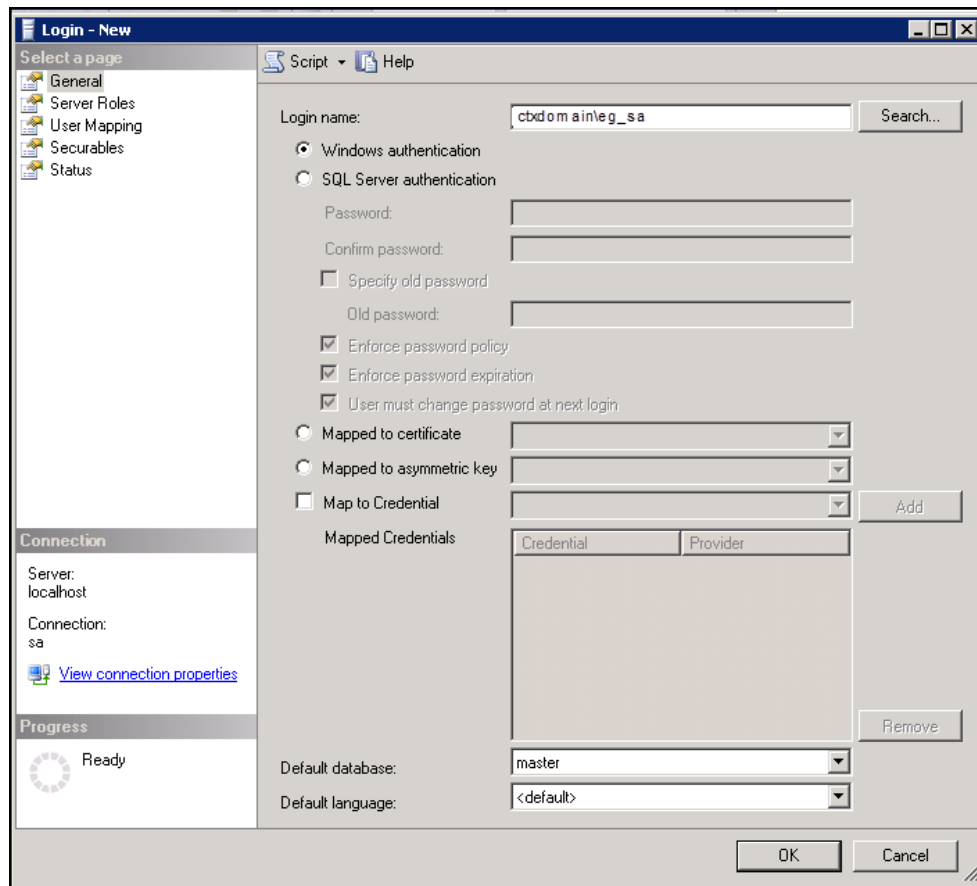 Login - New
Select a page
General
Server Roles
User Mapping
Securables
Status
Connection
Server:
localhost
Connection:
sa
View connection properties
Progress
Ready
Script Help
Login name: ctxdomain\eg_sa Search...
Windows authentication
SQL Server authentication
Password:
Confirm password:
Specify old password
Old password:
Enforce password policy
Enforce password expiration
User must change password at next login
Mapped to certificate
Mapped to asymmetric key
Map to Credential Add
Mapped Credentials Credential Provider
Remove
Default database: master
Default language: <default>
OK Cancel